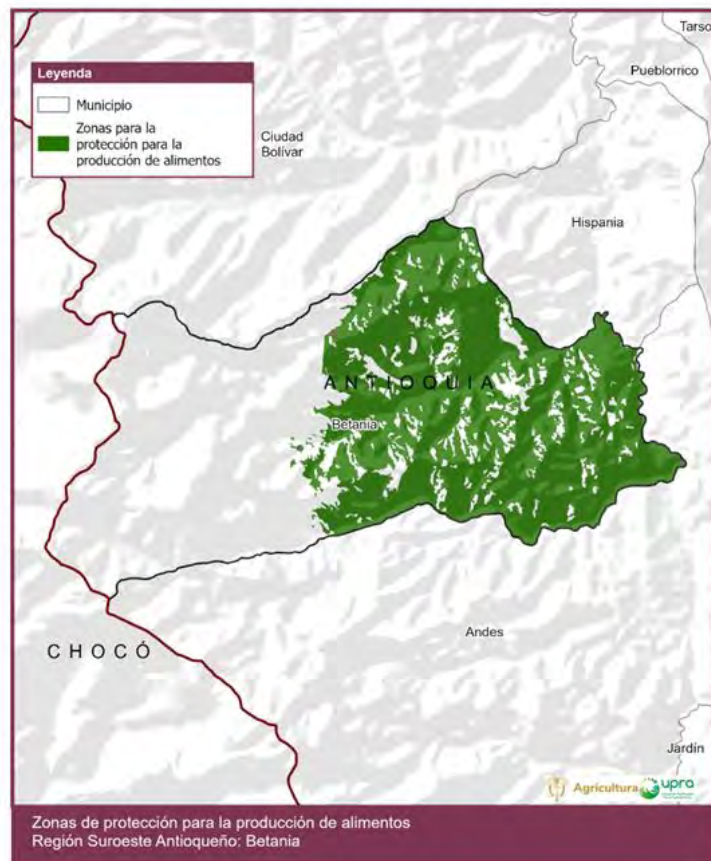 Tarso
Pueblorrico
Leyenda
Municipio
Zonas para la
protección para la
producción de alimentos
Ciudad
Bolívar
Hispania
ANTIOQUIA
Betania
Andes
CHOCÓ
Jardín
Agricultura upra
Zonas de protección para la producción de alimentos
Región Suroeste Antioqueño: Betania